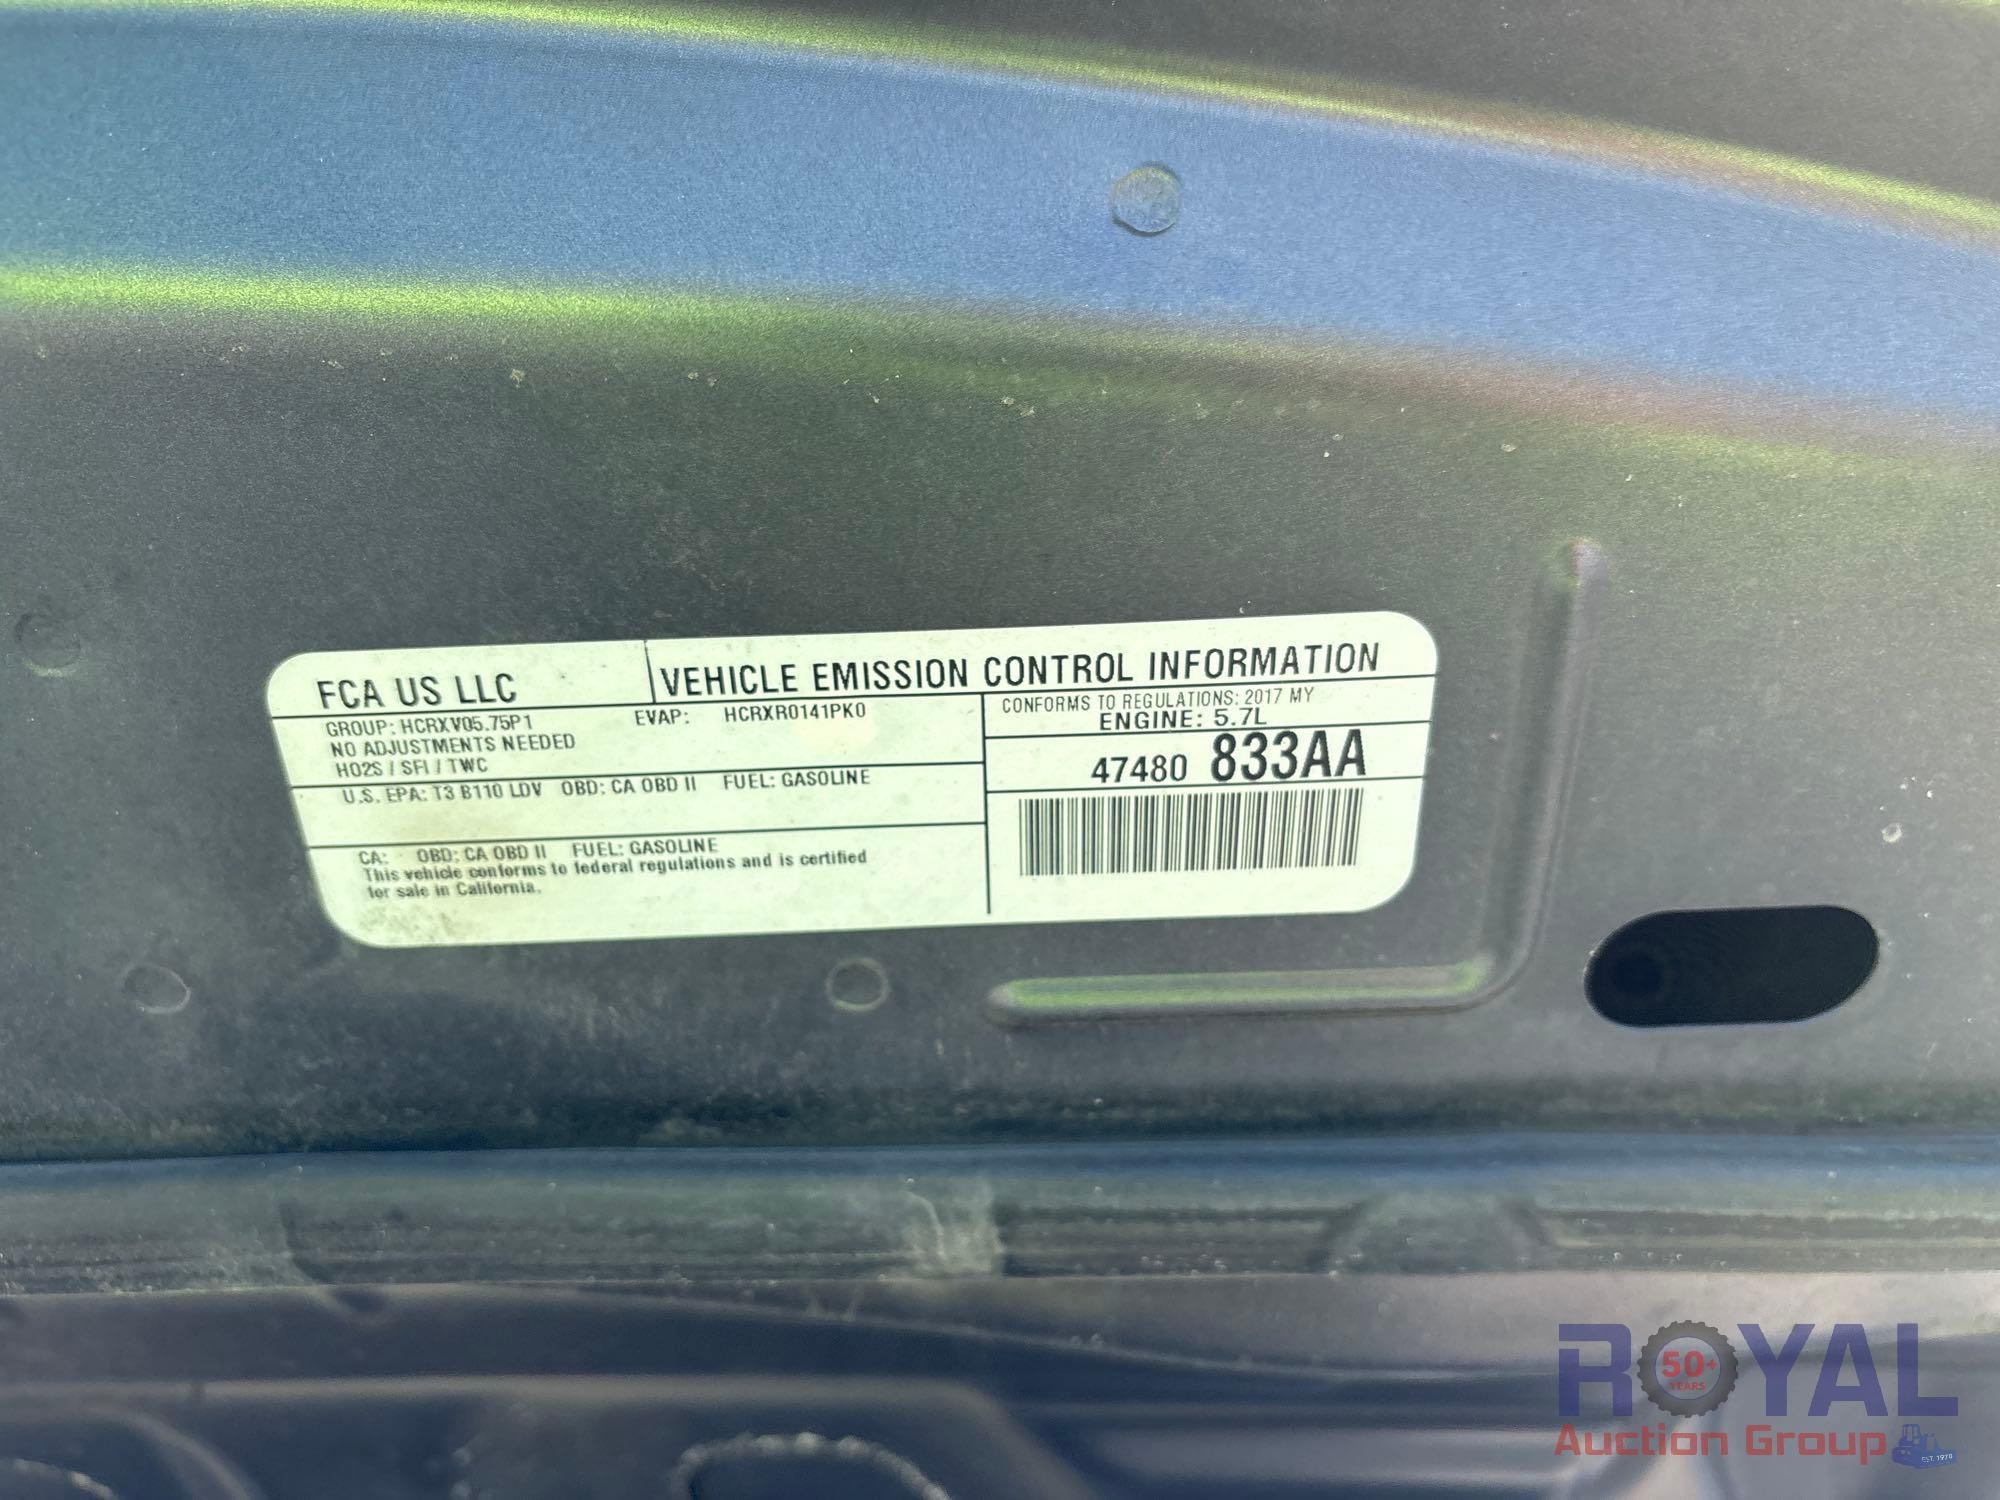 FCA US LLC
VEHICLE EMISSION CONTROL INFORMATION
GROUP: HCRXV05.75P1
EVAP: HCRXR0141PK0
NO ADJUSTMENTS NEEDED
HO2S / SFI / TWC
U.S. EPA: T3 B110 LDV OBD: CA OBD II FUEL: GASOLINE
CA: OBD: CA OBD II FUEL: GASOLINE
This vehicle conforms to federal regulations and is certified
for sale in California.
CONFORMS TO REGULATIONS: 2017 MY
ENGINE: 5.7L
47480 833AA
ROYAL
50+
YEARS
Auction Group
EST. 1970